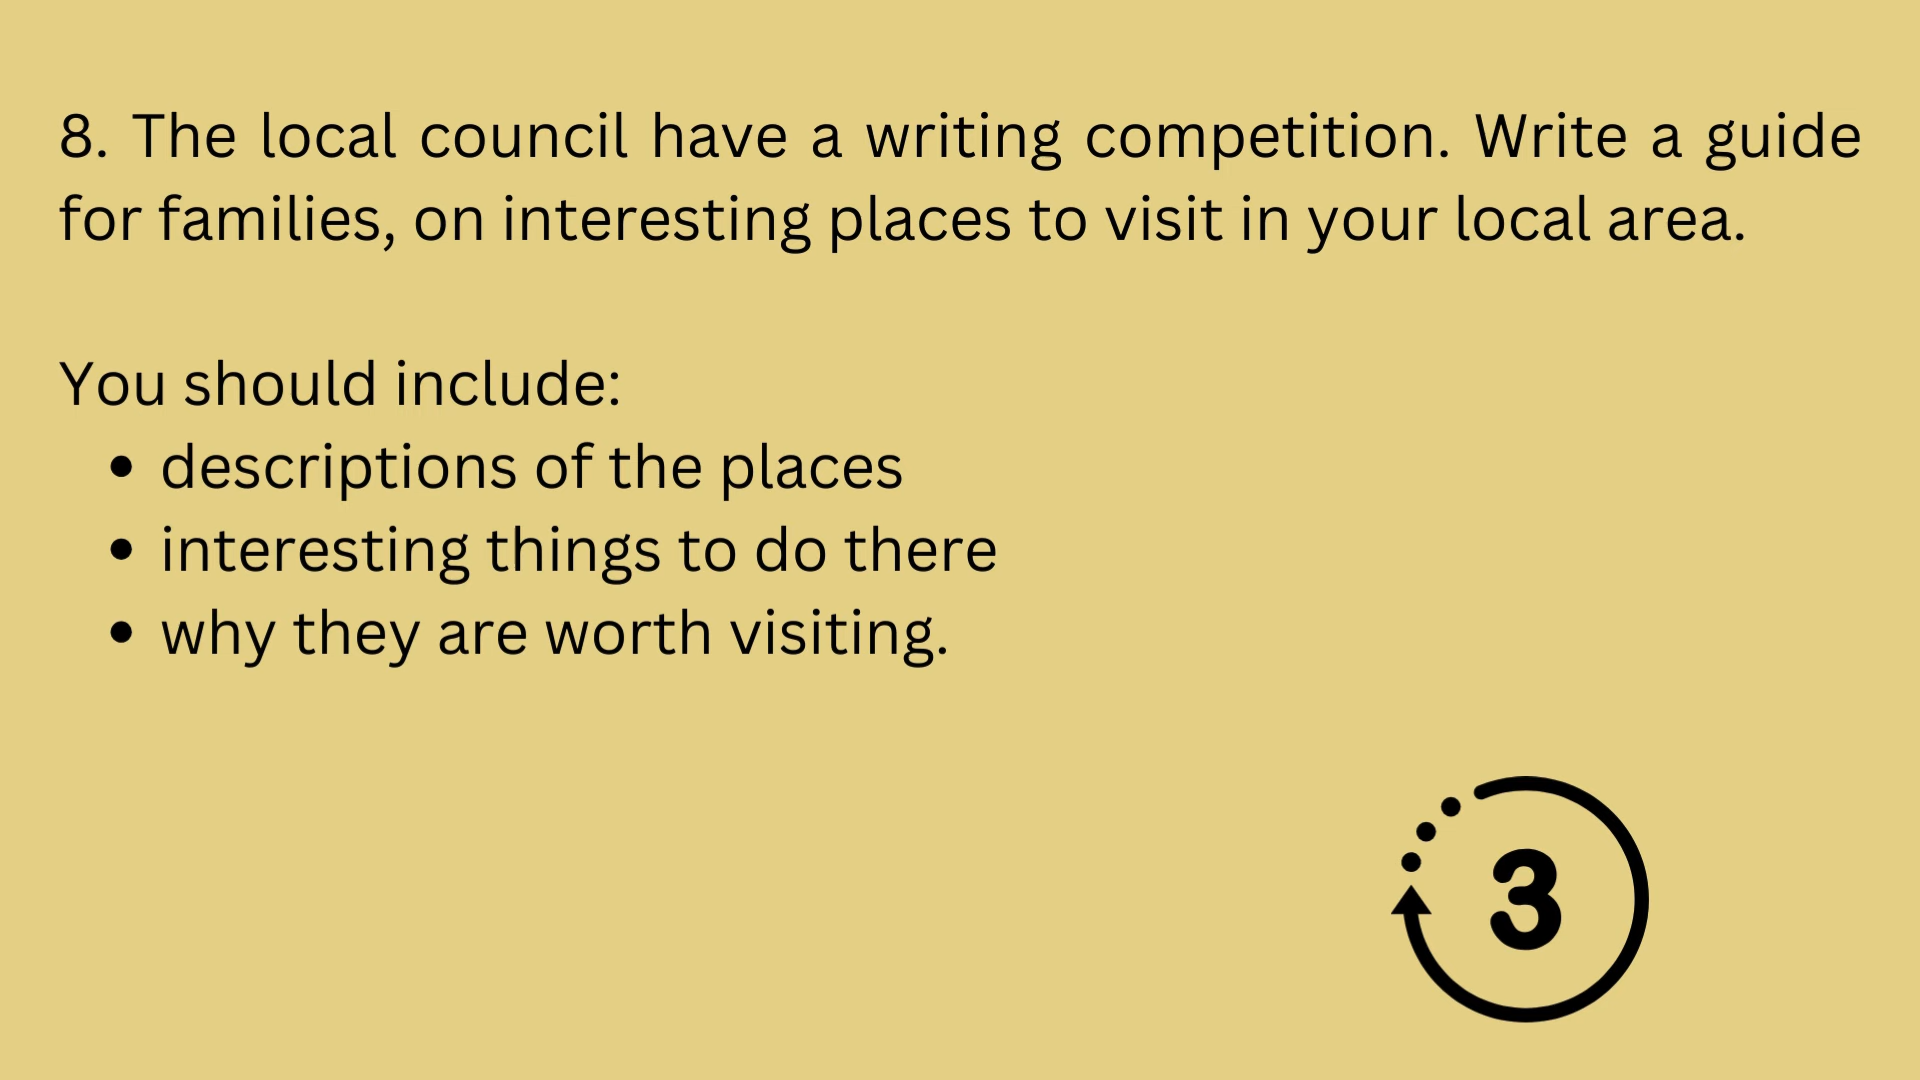 8. The local council have a writing competition. Write a guide
for families, on interesting places to visit in your local area.
You should include:
• descriptions of the places
• interesting things to do there
• why they are worth visiting.
3